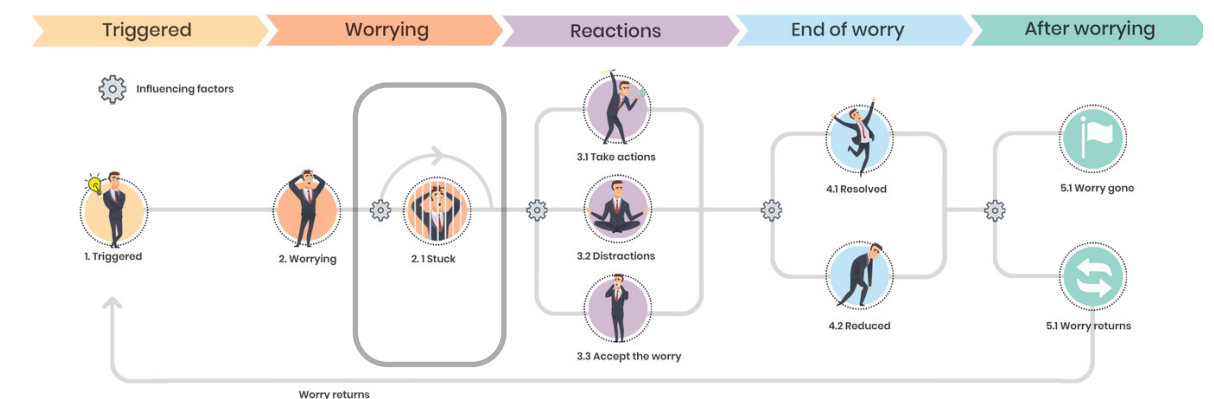 Triggered
Worrying
Reactions
End of worry
After worrying
Influencing factors
3.1 Take actions
4.1 Resolved
5.1 Worry gone
1. Triggered
2. Worrying
2. 1 Stuck
3.2 Distractions
4.2 Reduced
5.1 Worry returns
3.3 Accept the worry
Worry returns